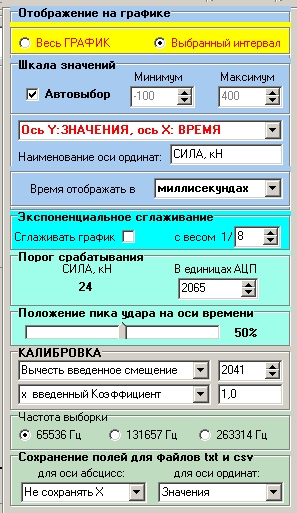 Отображение на графике
Весь ГРАФИК Выбранный интервал
Шкала значений
Минимум Максимум
Автовыбор -100 400
Ось Y:ЗНАЧЕНИЯ, ось X: ВРЕМЯ
Наименование оси ординат: СИЛА, кН
Время отображать в миллисекундах
Экспоненциальное сглаживание
Сглаживать график с весом 1/ 8
Порог срабатывания
СИЛА, кН В единицах АЦП
24 2065
Положение пика удара на оси времени
50%
КАЛИБРОВКА
Вычесть введенное смещение 2041
х введенный Коэффициент 1,0
Частота выборки
65536 Гц 131657 Гц 263314 Гц
Сохранение полей для файлов txt и csv
для оси абсцисс: для оси ординат:
Не сохранять X Значения